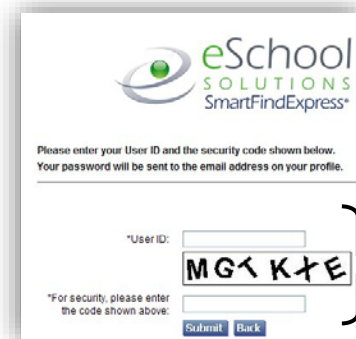 eSchool
SOLUTIONS
SmartFindExpress*
Please enter your User ID and the security code shown below.
Your password will be sent to the email address on your profile.
*User ID:
*For security, please enter
the code shown above:
Submit Back